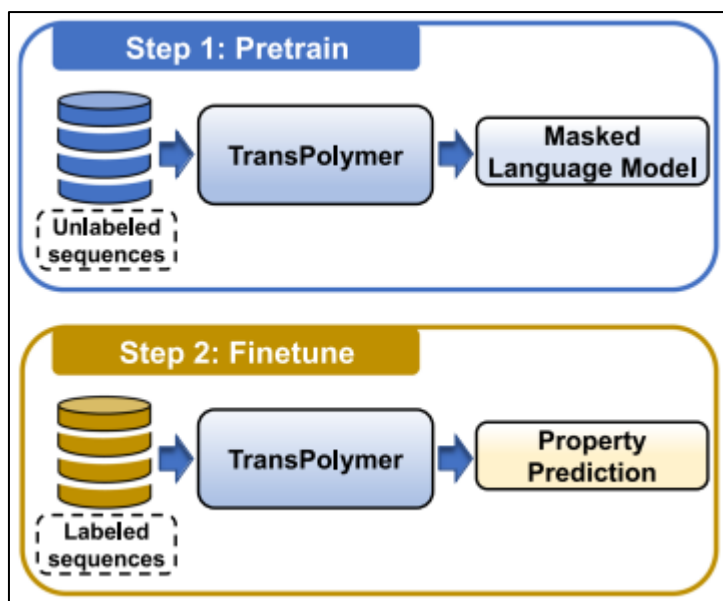 Step 1: Pretrain
TransPolymer
Masked
Language Model
Unlabeled
sequences
Step 2: Finetune
TransPolymer
Property
Prediction
Labeled
sequences